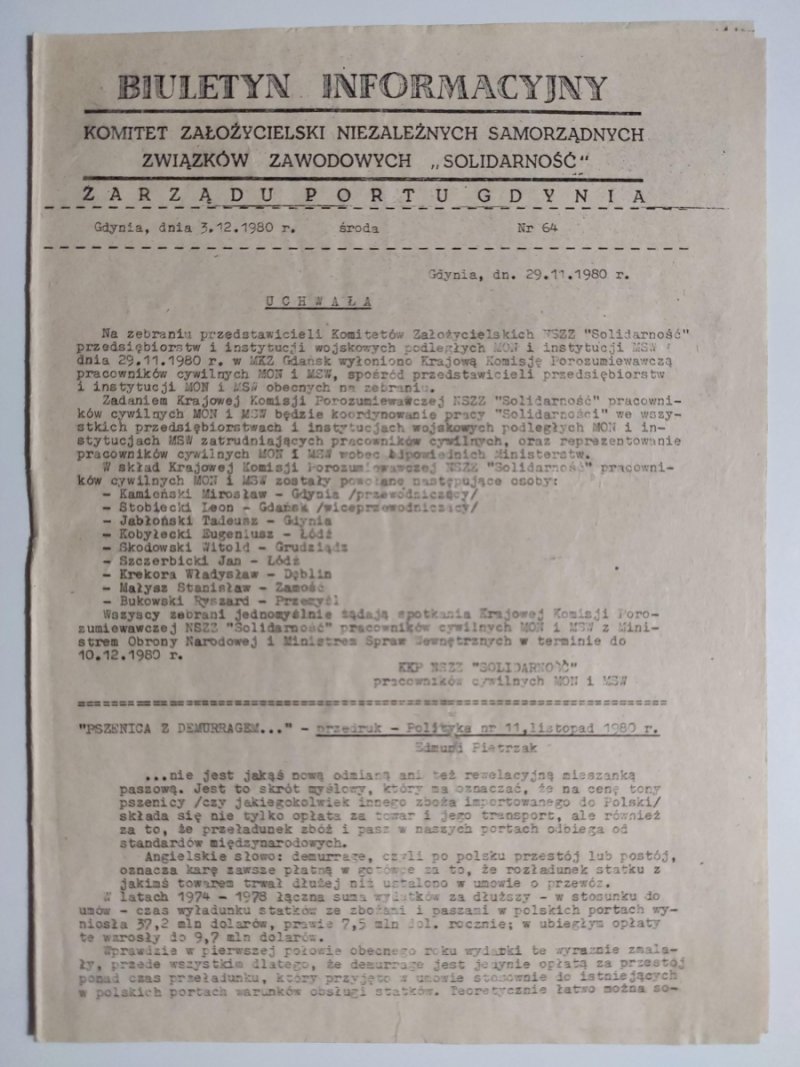 BIULETYN INFORMACYJNY
KOMITET ZAŁOŻYCIELSKI NIEZALEŻNYCH SAMORZĄDNYCH
ZWIĄZKÓW ZAWODOWYCH „SOLIDARNOŚĆ"
ZARZĄDU PORTU GDYNIA
Gdynia, dnia 3.12.1980 r. środa Nr 64
Gdynia, dn. 29.11.1980 r.
UCHWAŁA
Na zebraniu przedstawicieli Komitetów Założycielskich NSZZ "Solidarność"
przedsiębiorstw i instytucji wojskowych podległych MON i instytucji MSW
dnia 29.11.1980 r. w MKZ Gdańsk wyłoniono Krajową Komisję Porozumiewawczą
pracowników cywilnych MON i MSW, spośród przedstawicieli przedsiębiorstw
i instytucji MON i MSW obecnych na zebraniu.
Zadaniem Krajowej Komisji Porozumiewawczej NSZZ "Solidarność" pracowni-
ków cywilnych MON i MSW będzie koordynowanie pracy "Solidarności" we wszy-
stkich przedsiębiorstwach i instytucjach wojskowych podległych MON i in-
stytucjach MSW zatrudniających pracowników cywilnych, oraz reprezentowanie
pracowników cywilnych MON i MSW wobec odpowiednich Ministerstw.
W skład Krajowej Komisji Porozumiewawczej NSZZ "Solidarność" pracowni-
ków cywilnych MON i MSW zostały powołane następujące osoby:
- Kamieński Mirosław - Gdynia /przewodniczący/
- Stobiecki Leon - Gdańsk /wiceprzewodniczący/
- Jabłoński Tadeusz - Gdynia
- Kobyłecki Eugeniusz - Łódź
- Skodowski Witold - Grudziądz
- Szczerbicki Jan - Łódź
- Krekora Władysław - Dęblin
- Małysz Stanisław - Zamość
- Bukowski Ryszard - Przemyśl
Wszyscy zebrani jednomyślnie żądają spotkania Krajowej Komisji Poro-
zumiewawczej NSZZ "Solidarność" pracowników cywilnych MON i MSW z Mini-
strem Obrony Narodowej i Ministrem Spraw Wewnętrznych w terminie do
10.12.1980 r.
KKP NSZZ "SOLIDARNOŚĆ"
pracowników cywilnych MON i MSW
"PSZENICA Z DEMURRAGEM..." - przedruk - Polityka nr 11, listopad 1980 r.
Edmund Pietrzak
...nie jest jakąś nową odmianą ani też rewelacyjną mieszanką
paszową. Jest to skrót myślowy, który ma oznaczać, że na cenę tony
pszenicy /czy jakiegokolwiek innego zboża importowanego do Polski/
składa się nie tylko opłata za towar i jego transport, ale również
za to, że przeładunek zbóż i pasz w naszych portach odbiega od
standardów międzynarodowych.
Angielskie słowo: demurrage, czyli po polsku przestój lub postój,
oznacza karę zawsze płatną w gotówce za to, że rozładunek statku z
jakimś towarem trwał dłużej niż ustalono w umowie o przewóz.
W latach 1974 - 1978 łączna suma wydatków za dłuższy - w stosunku do
umów - czas wyładunku statków ze zbożami i paszami w polskich portach wy-
niosła 37,2 mln dolarów, prawie 7,5 mln dol. rocznie; w ubiegłym opłaty
te wzrosły do 9,7 mln dolarów.
Wprawdzie w pierwszej połowie obecnego roku wydatki te wyraźnie zmala-
ły, przede wszystkim dlatego, że demurrage jest jedynie opłatą za przestój
ponad czas przeładunku, który przyjęto w umowie stosownie do istniejących
w polskich portach warunków obsługi statków. Teoretycznie łatwo można so-